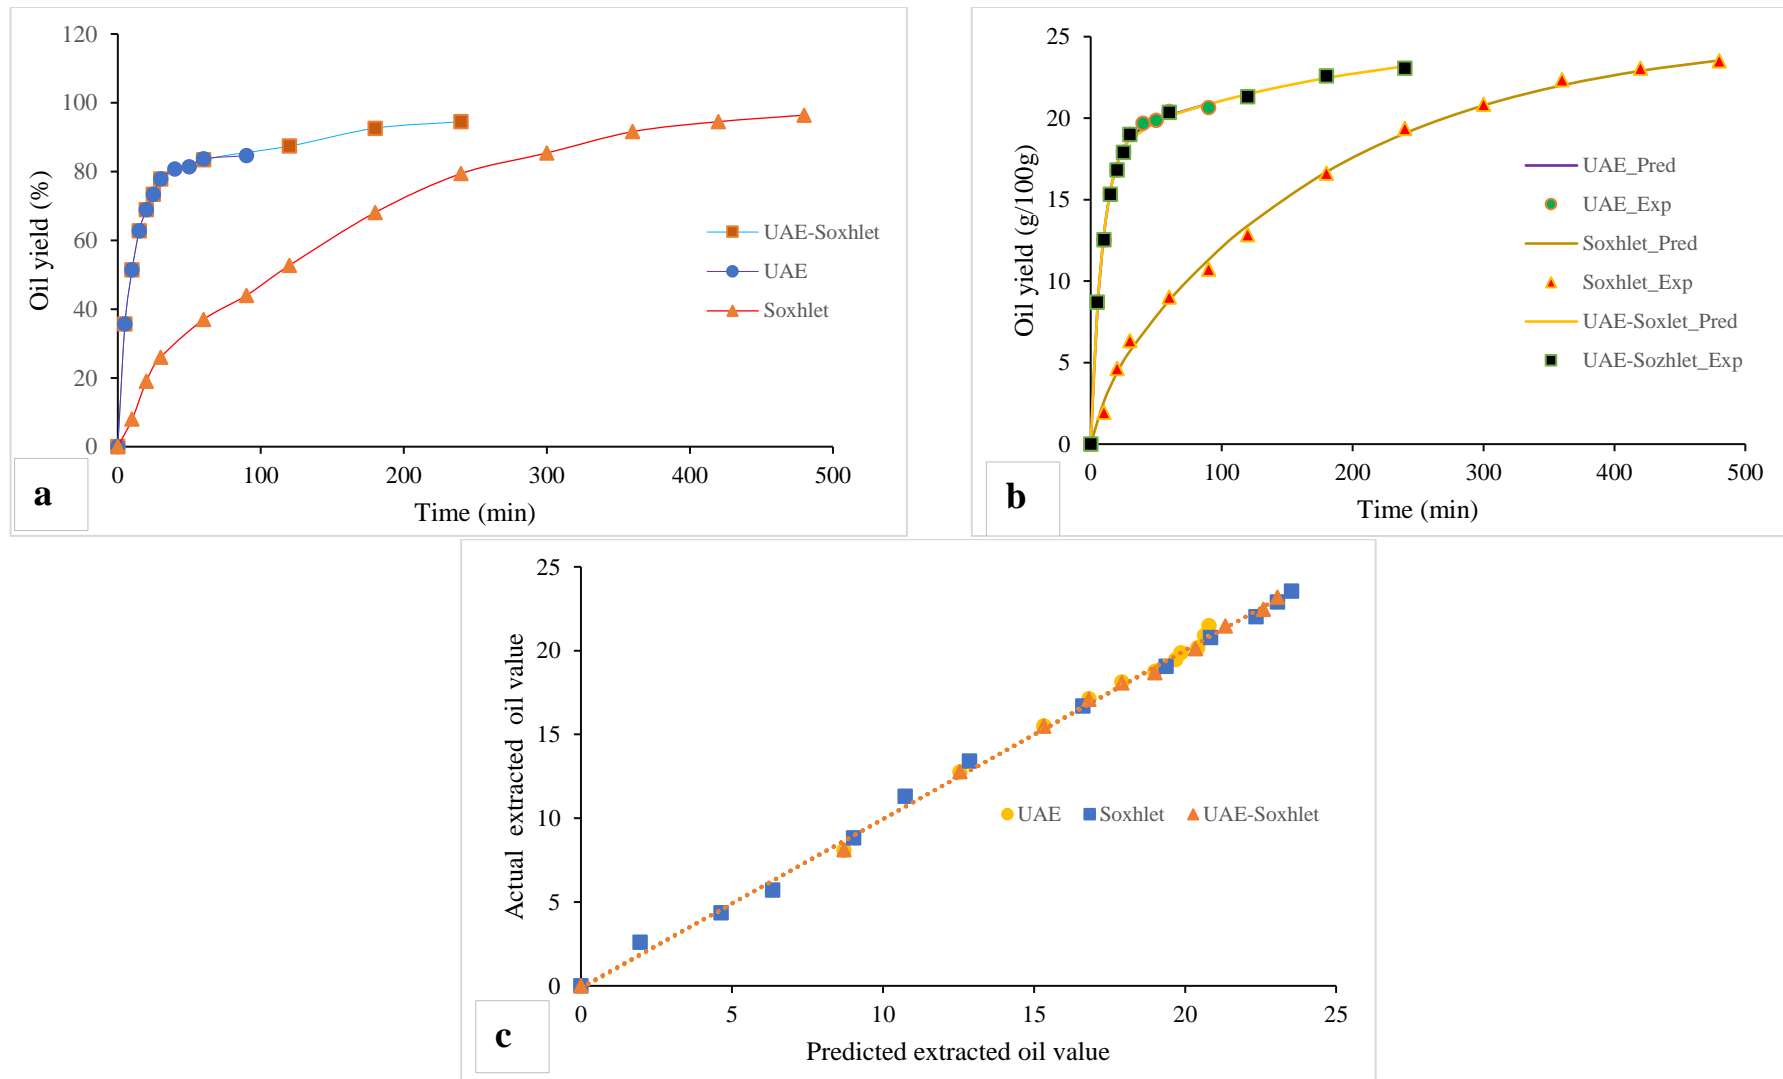 120
100
80
60
40
20
0
0
100
200
300
400
500
Oil yield (%)
Time (min)
UAE-Soxhlet
UAE
Soxhlet
a
25
20
15
10
5
0
0
100
200
300
400
500
Oil yield (g/100g)
Time (min)
UAE_Pred
UAE_Exp
Soxhlet_Pred
Soxhlet_Exp
UAE-Soxlet_Pred
UAE-Sozhlet_Exp
b
25
20
15
10
5
0
0
5
10
15
20
25
Actual extracted oil value
Predicted extracted oil value
UAE
Soxhlet
UAE-Soxhlet
c